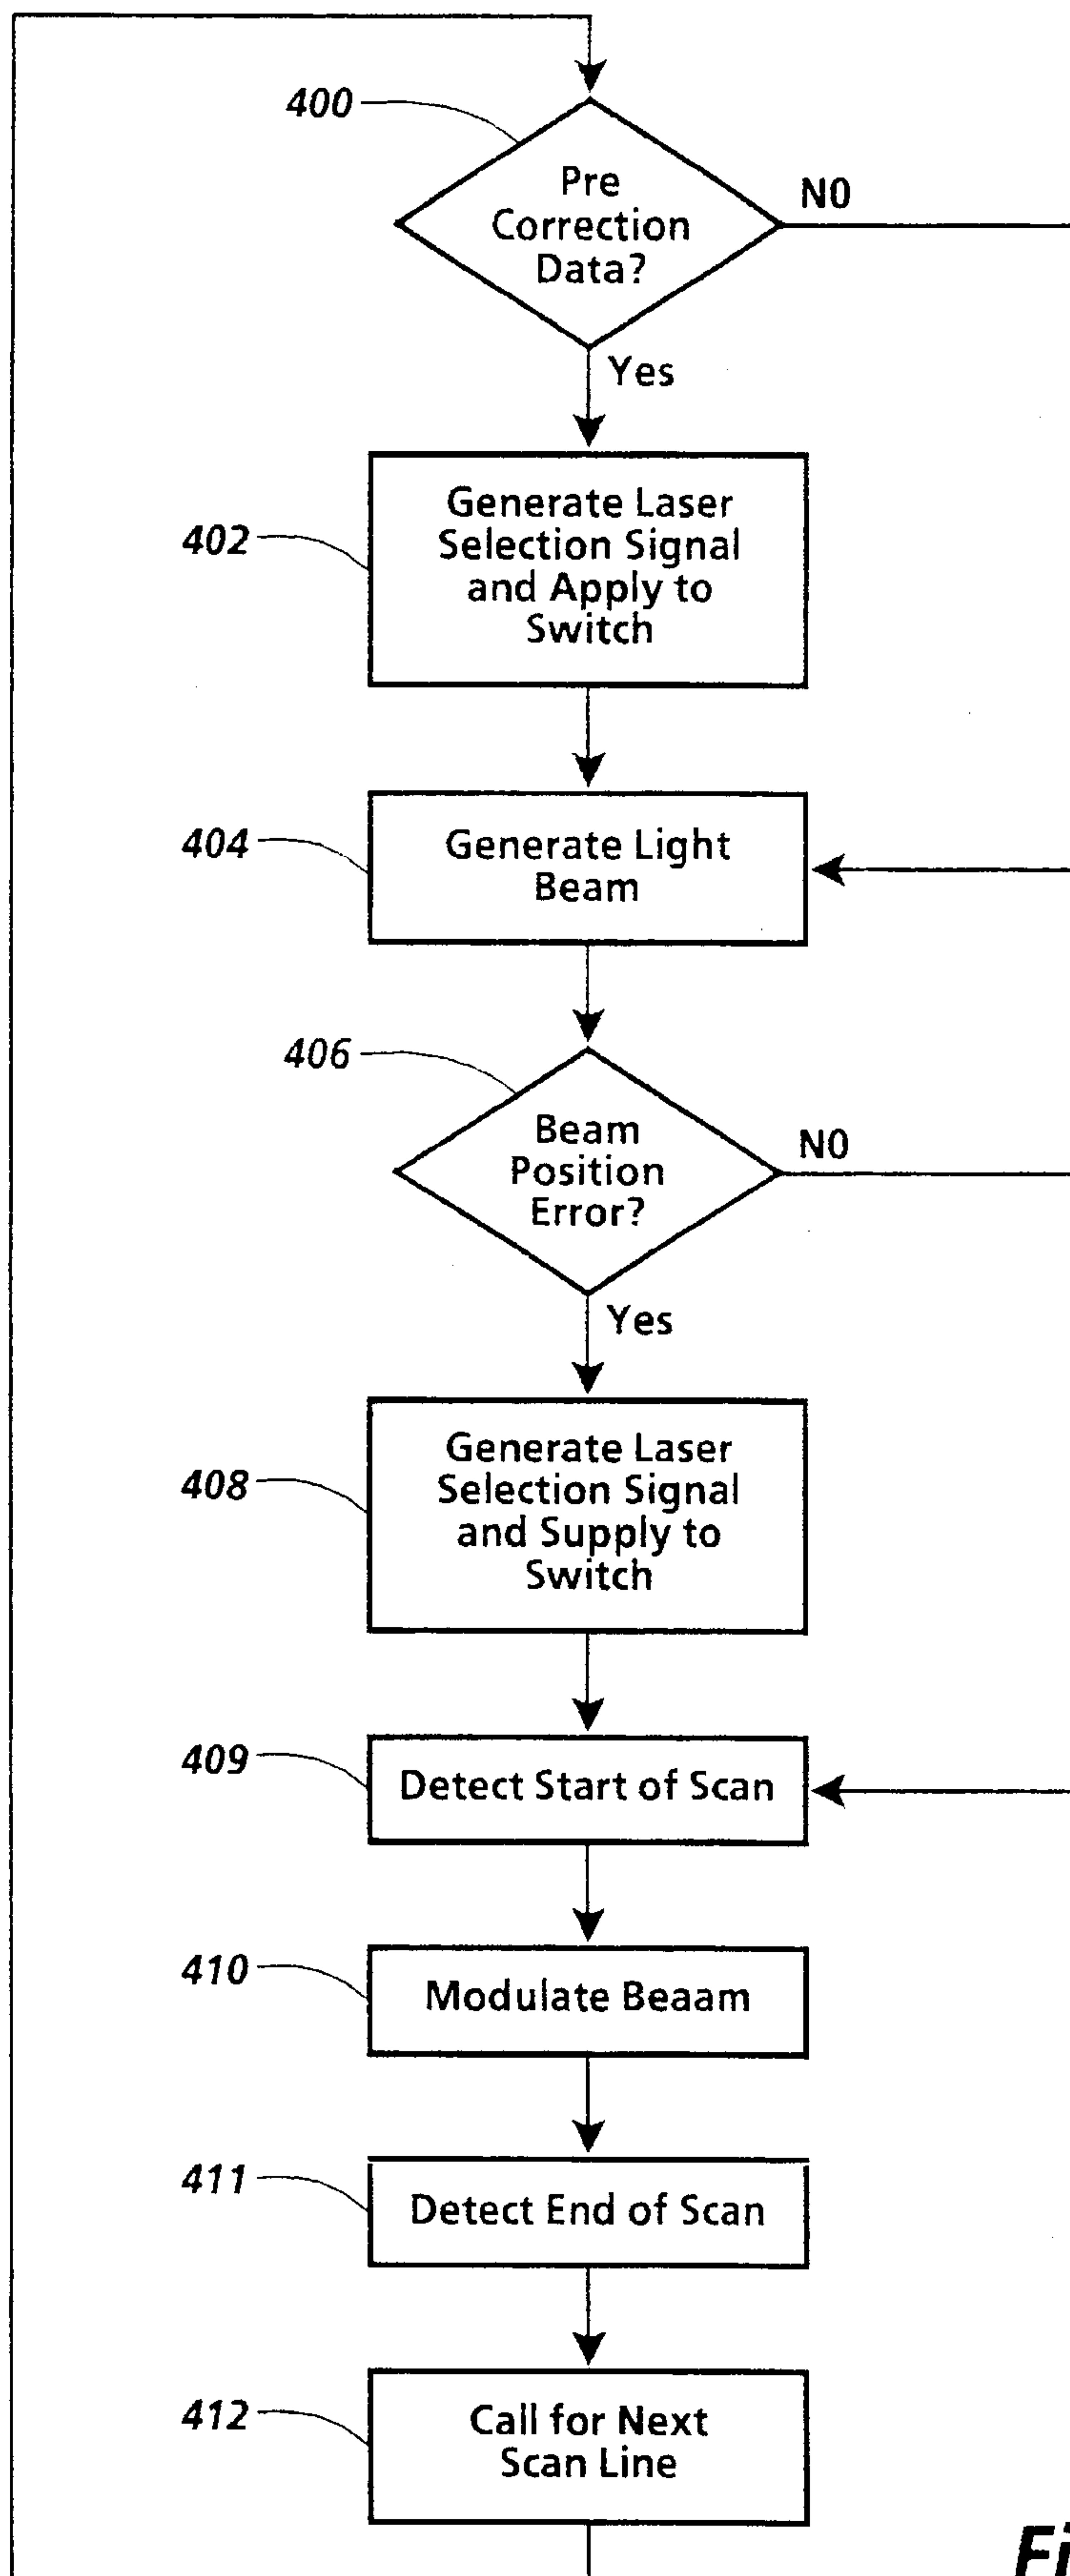 400
Pre
Correction
Data?
NO
Yes
402
Generate Laser
Selection Signal
and Apply to
Switch
404
Generate Light
Beam
406
Beam
Position
Error?
NO
Yes
408
Generate Laser
Selection Signal
and Supply to
Switch
409
Detect Start of Scan
410
Modulate Beaam
411
Detect End of Scan
412
Call for Next
Scan Line